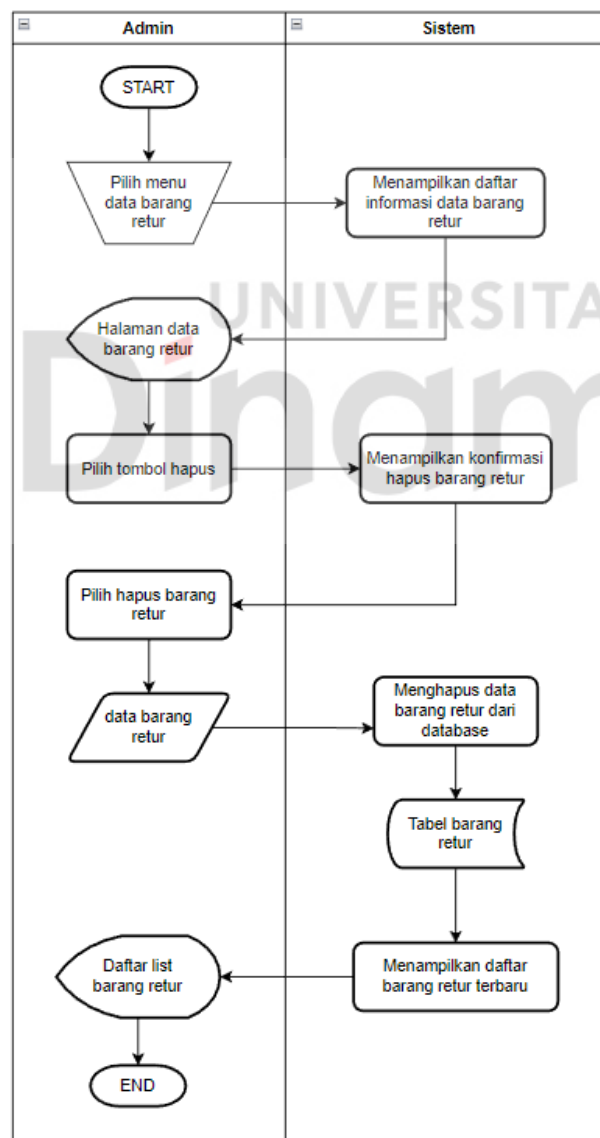 Admin
Sistem
START
Pilih menu
data barang
retur
Menampilkan daftar
informasi data barang
retur
UNIVERSITA
Dinam
Halaman data
barang retur
Pilih tombol hapus
Menampilkan konfirmasi
hapus barang retur
Pilih hapus barang
retur
data barang
retur
Menghapus data
barang retur dari
database
Tabel barang
retur
Daftar list
barang retur
Menampilkan daftar
barang retur terbaru
END